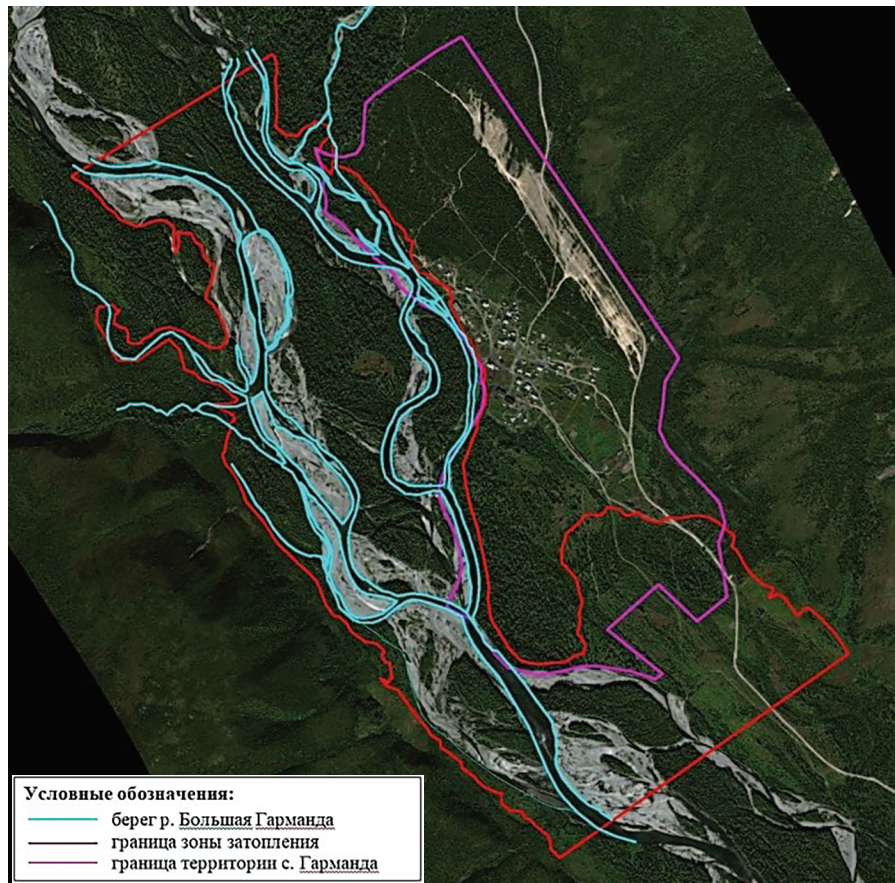 Условные обозначения:
берег р. Большая Гарманда
граница зоны затопления
граница территории с. Гарманда